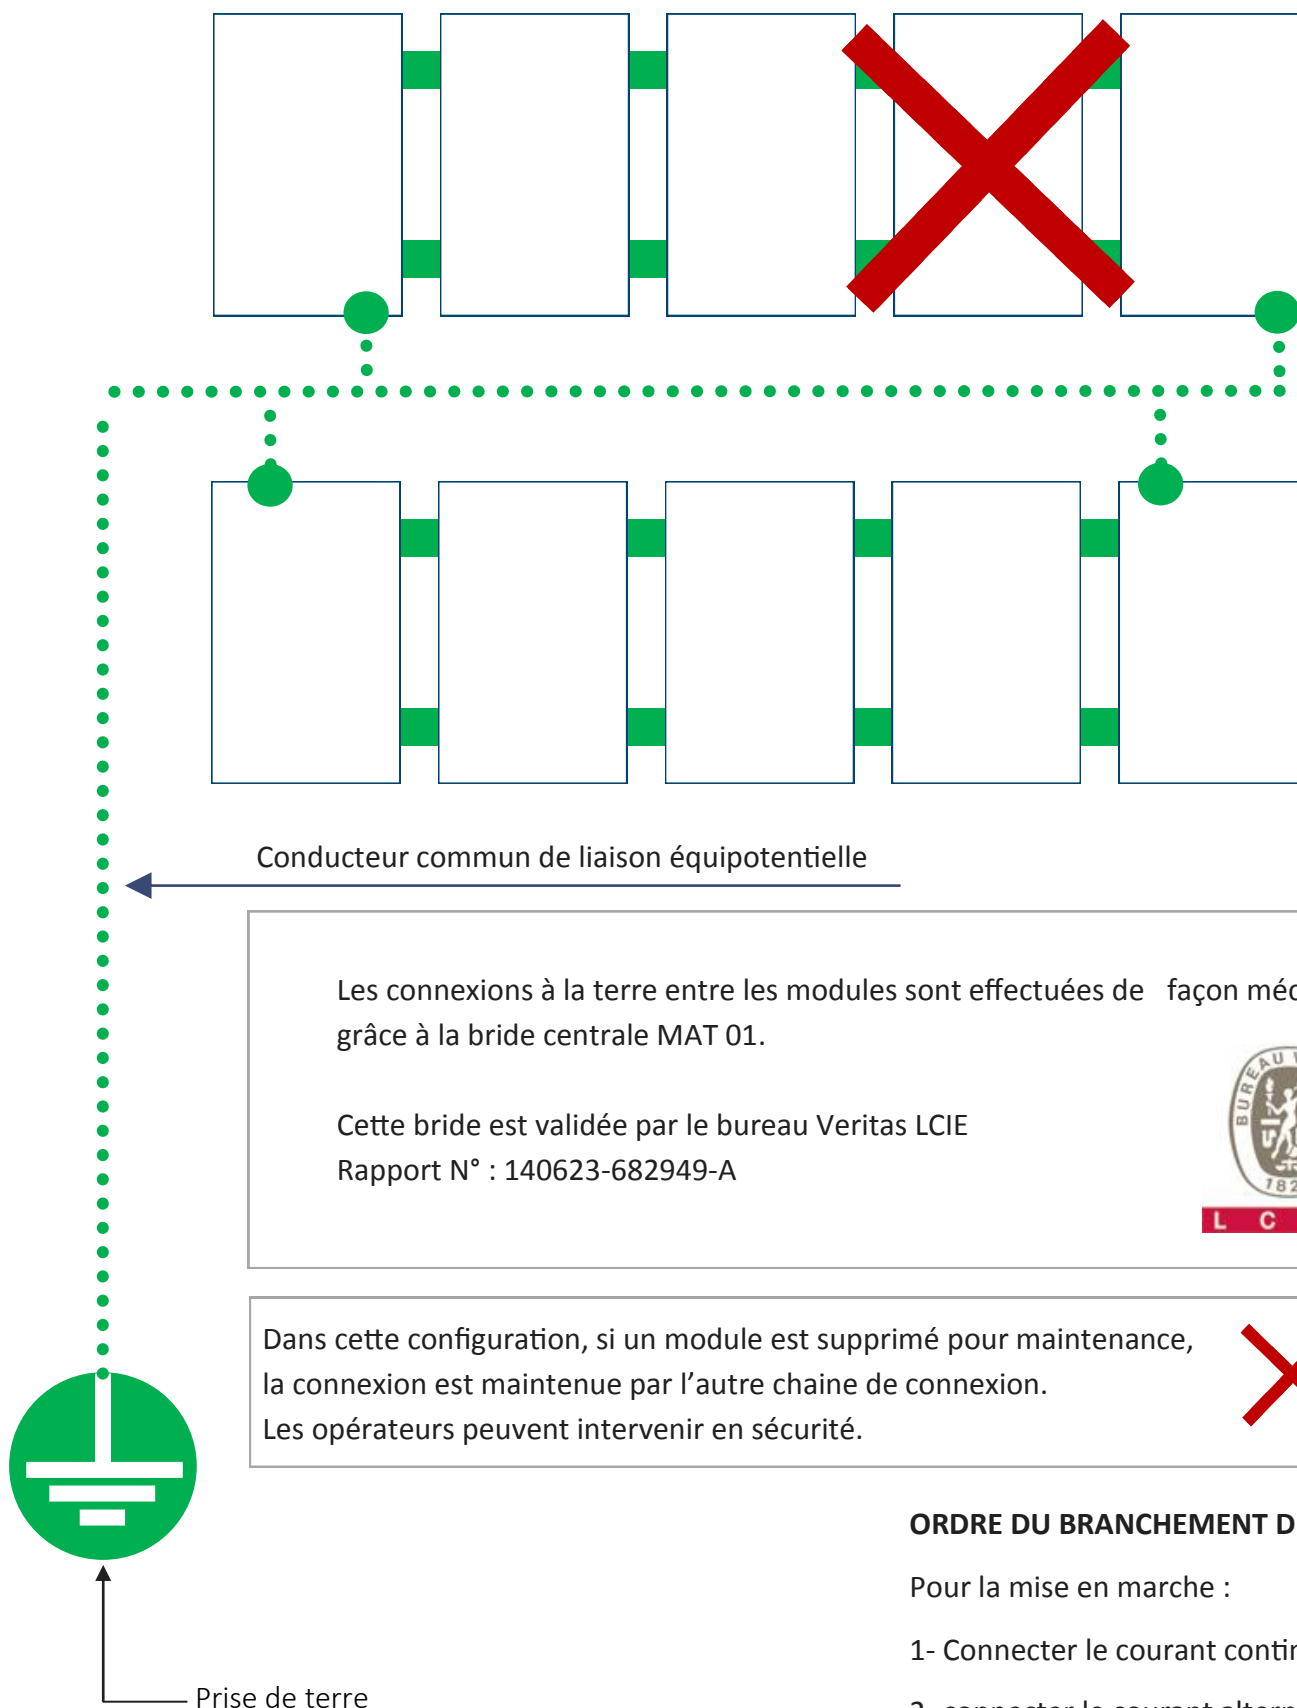 Conducteur commun de liaison équipotentielle
Les connexions à la terre entre les modules sont effectuées de façon
grâce à la bride centrale MAT 01.
Cette bride est validée par le bureau Veritas LCIE
Rapport N° : 140623-682949-A
BUREAU
182
L C
Dans cette configuration, si un module est supprimé pour maintenance,
la connexion est maintenue par l’autre chaine de connexion.
Les opérateurs peuvent intervenir en sécurité.
ORDRE DU BRANCHEMENT
Pour la mise en marche :
1- Connecter le courant
Prise de terre